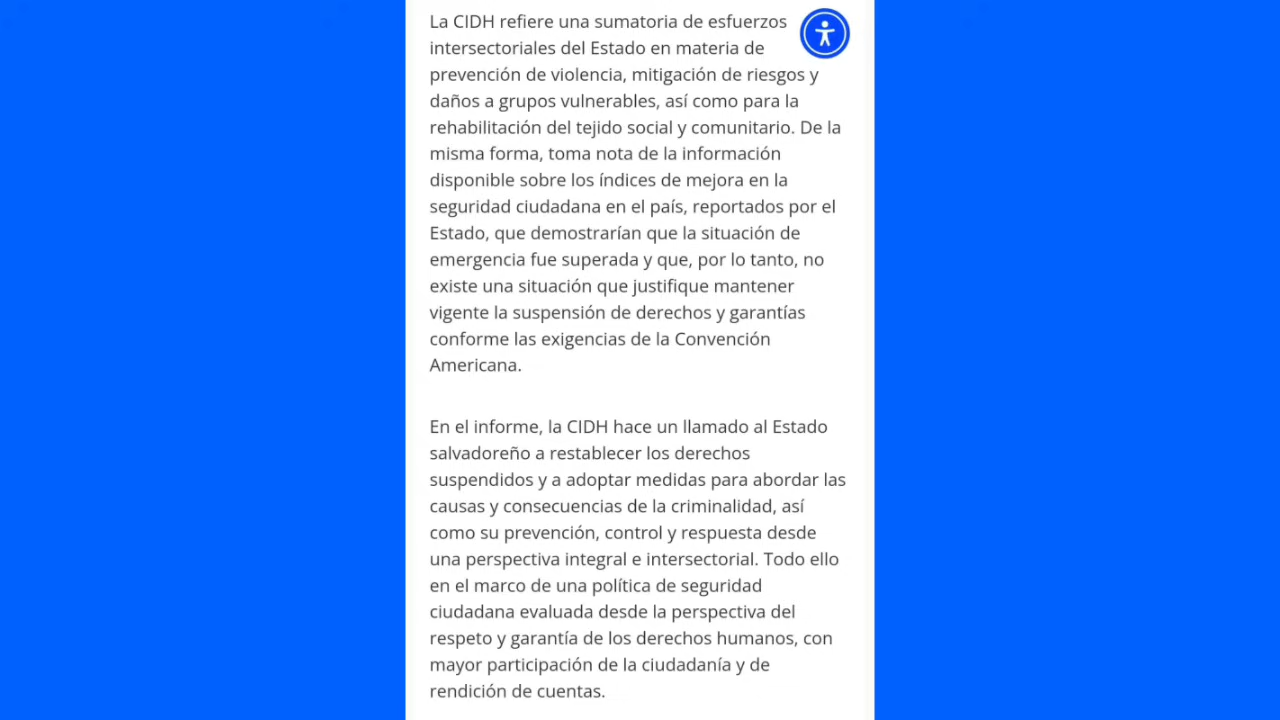 La CIDH refiere una sumatoria de esfuerzos
intersectoriales del Estado en materia de
prevención de violencia, mitigación de riesgos y
daños a grupos vulnerables, así como para la
rehabilitación del tejido social y comunitario. De la
misma forma, toma nota de la información
disponible sobre los índices de mejora en la
seguridad ciudadana en el país, reportados por el
Estado, que demostrarían que la situación de
emergencia fue superada y que, por lo tanto, no
existe una situación que justifique mantener
vigente la suspensión de derechos y garantías
conforme las exigencias de la Convención
Americana.
En el informe, la CIDH hace un llamado al Estado
salvadoreño a restablecer los derechos
suspendidos y a adoptar medidas para abordar las
causas y consecuencias de la criminalidad, así
como su prevención, control y respuesta desde
una perspectiva integral e intersectorial. Todo ello
en el marco de una política de seguridad
ciudadana evaluada desde la perspectiva del
respeto y garantía de los derechos humanos, con
mayor participación de la ciudadanía y de
rendición de cuentas.